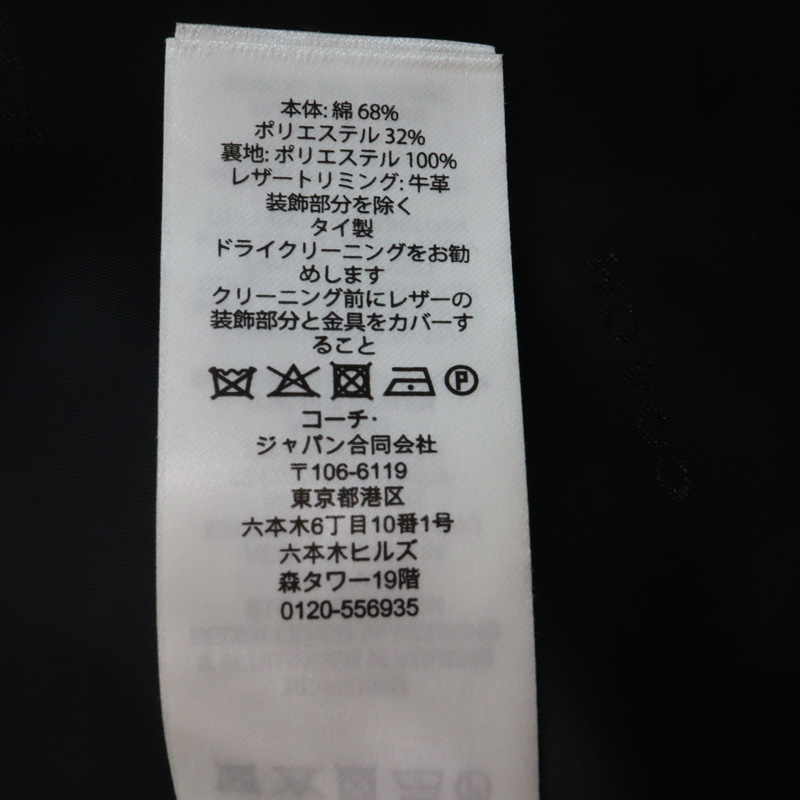 本体: 綿 68%
ポリエステル 32%
裏地: ポリエステル 100%
レザートリミング: 牛革
装飾部分を除く
タイ製
ドライクリーニングをお勧
めします
クリーニング前にレザーの
装飾部分と金具をカバーす
ること
P
コーチ・
ジャパン合同会社
〒106-6119
東京都港区
六本木6丁目10番1号
六本木ヒルズ
森タワー19階
0120-556935